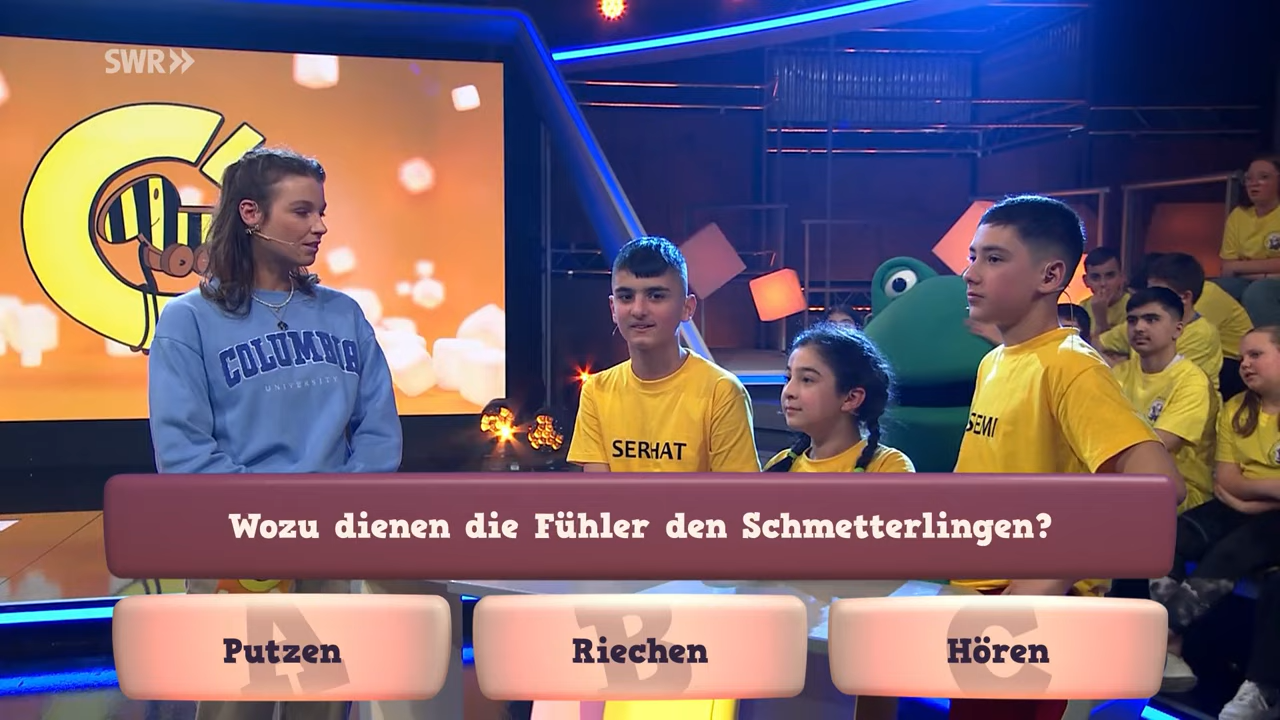 SWR»
COLUMBIA
UNIVERSITY
SERHAT
SEMI
Wozu dienen die Fühler den Schmetterlingen?
A
Putzen
B
Riechen
C
Hören